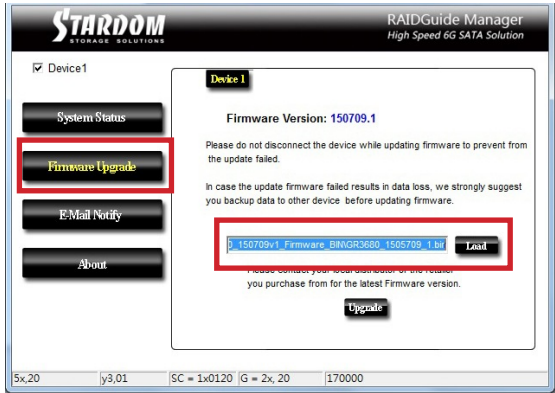 STARDOM
STORAGE SOLUTIONS
RAIDGuide Manager
High Speed 6G SATA Solution
Device1
Device 1
System Status
Firmware Version: 150709.1
Please do not disconnect the device while updating firmware to prevent from
the update failed.
Firmware Upgrade
In case the update firmware failed results in data loss, we strongly suggest
you backup data to other device before updating firmware.
E-Mail Notify
_150709v1_Firmware_BIN\GR3680_1505709_1.bin
Load
About
Please contact your local distributor or the retailer
you purchase from for the latest Firmware version.
Upgrade
5x,20 y3,01 SC = 1x0120 G = 2x, 20 170000